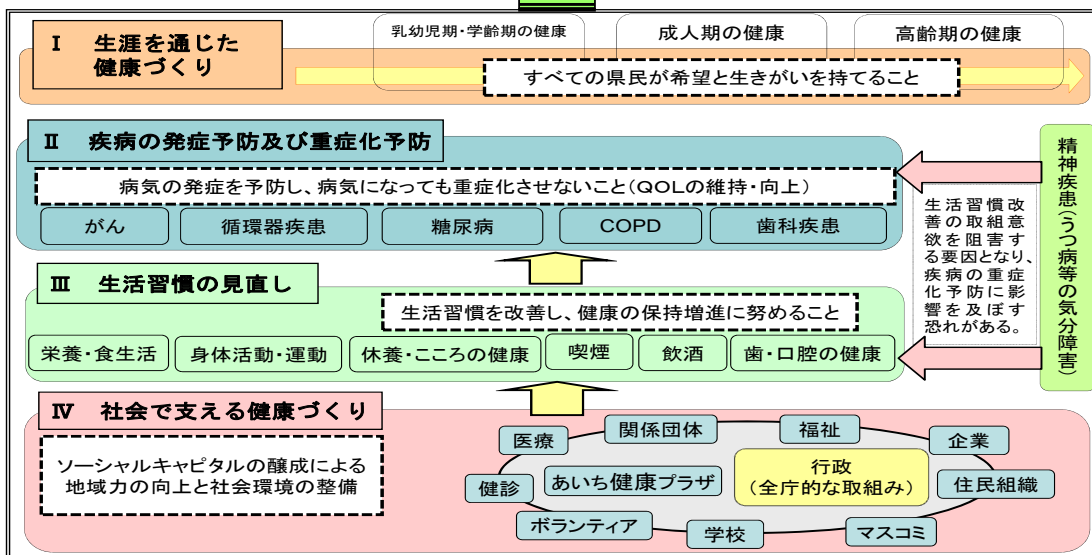 Ⅰ 生涯を通じた
健康づくり
乳幼児期・学齢期の健康
成人期の健康
高齢期の健康
すべての県民が希望と生きがいを持てること
Ⅱ 疾病の発症予防及び重症化予防
病気の発症を予防し、病気になっても重症化させないこと(QOLの維持・向上)
がん
循環器疾患
糖尿病
COPD
歯科疾患
Ⅲ 生活習慣の見直し
生活習慣を改善し、健康の保持増進に努めること
栄養・食生活
身体活動・運動
休養・こころの健康
喫煙
飲酒
歯・口腔の健康
生活習慣改
善の取組意
欲を阻害す
る要因となり、
疾病の重症
化予防に影
響を及ぼす
恐れがある。
精神疾患(うつ病等の気分障害)
Ⅳ 社会で支える健康づくり
ソーシャルキャピタルの醸成による
地域力の向上と社会環境の整備
医療
関係団体
福祉
企業
健診
あいち健康プラザ
行政
(全庁的な取組み)
住民組織
ボランティア
学校
マスコミ